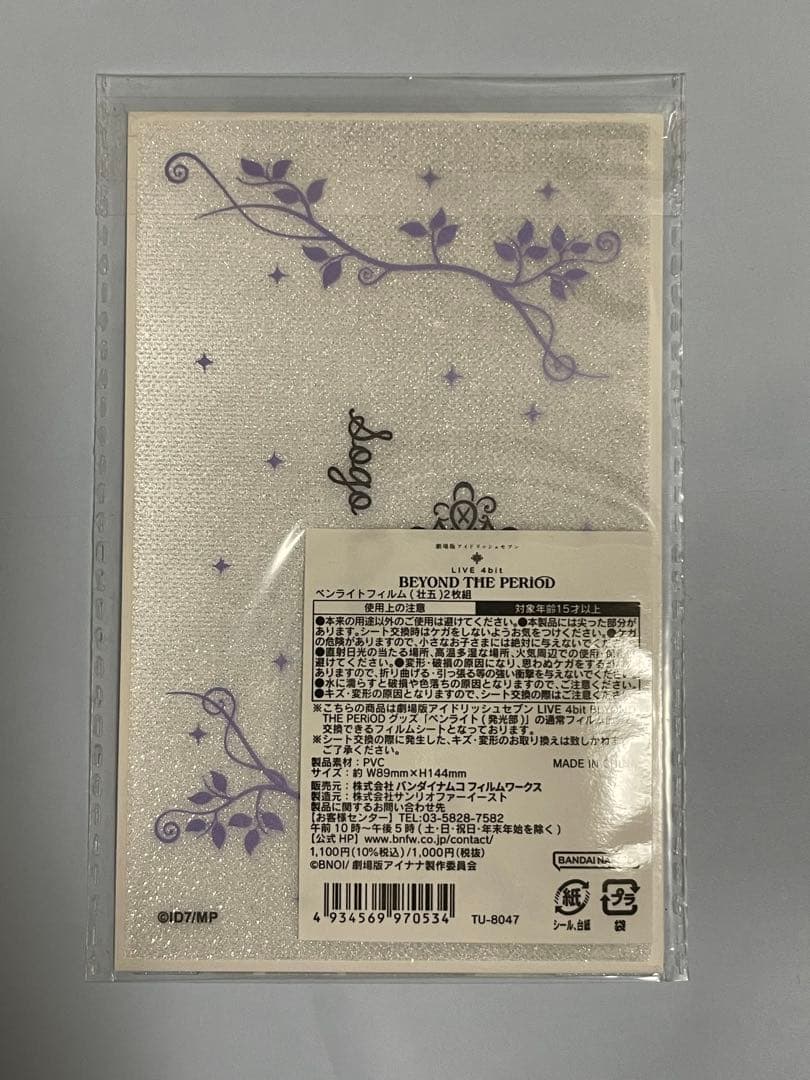 Sogo
劇場版アイドリッシュセブン
LIVE 4bit
BEYOND THE PERiOD
ペンライトフィルム(壮五)2枚組
使用上の注意 対象年齢15才以上
●本来の用途以外のご使用は避けてください。●本製品には尖った部分が
あります。シート交換時はケガをしないようお気をつけください。●ケガ
の危険がありますので、小さなお子さまには絶対に与えないでください
●直射日光の当たる場所、高温多湿な場所、火気周辺での使用・保
避けてください。●変形・破損の原因になり、思わぬケガをする
ありますので、折り曲げる・引っ張る等の強い衝撃を与えないでくだ
●水に濡らすと破損や色落ちの原因となりますので、ご注意ください。
●キズ・変形の原因となりますので、シート交換の際はご注意くだ
※こちらの商品は劇場版アイドリッシュセブン LIVE 4bit BEYOND
THE PERiOD グッズ「ペンライト(発光部)」の通常フィルム
交換できるフィルムシートとなっております。
※シート交換の際に発生した、キズ・変形のお取り換えは致しかねます
ご了承ください。
製品素材:PVC MADE IN CHINA
サイズ:約 W89mm×H144mm
販売元:株式会社 バンダイナムコ フィルムワークス
製造元:株式会社サンリオファーイースト
製品に関するお問い合わせ先
【お客様センター】TEL:03-5828-7582
午前10時〜午後5時(土・日・祝日・年末年始を除く)
【公式HP】www.bnfw.co.jp/contact/
1,100円(10%税込)/1,000円(税抜)
©BNOI/劇場版アイナナ製作委員会
BANDAI NA
4 934569 970534
TU-8047
紙
シール、台紙
プラ
袋
©ID7/MP